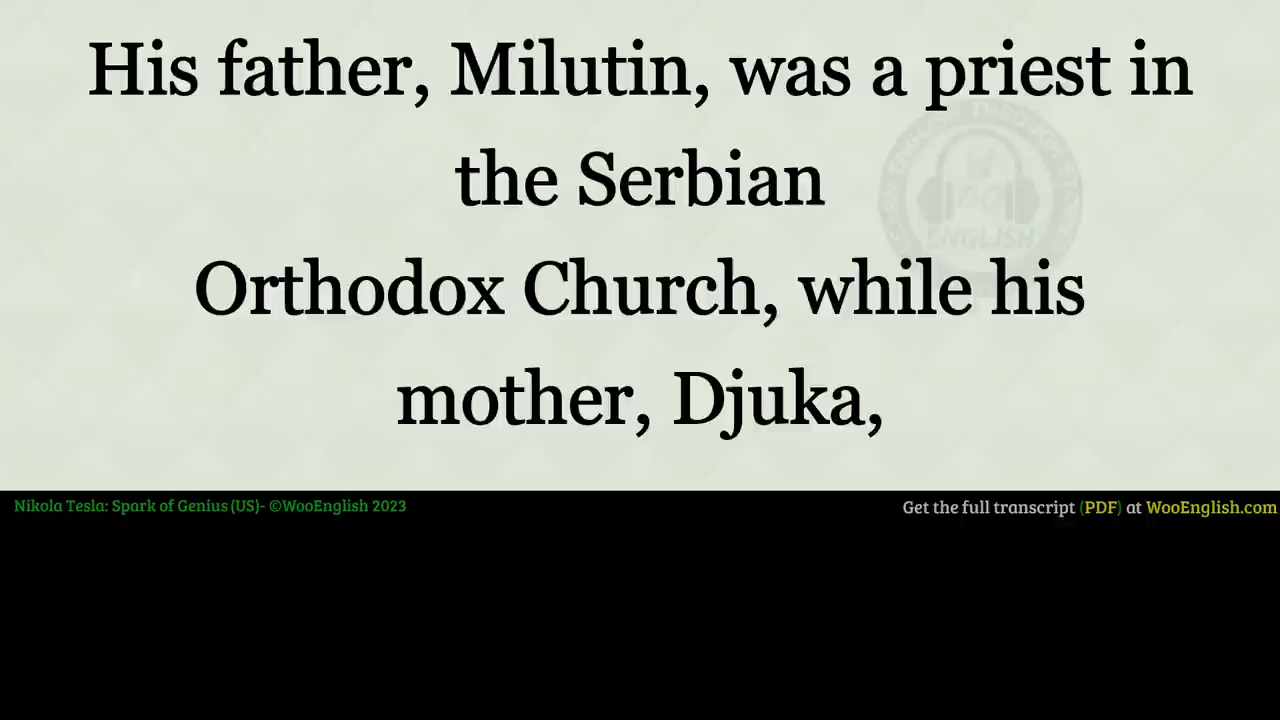 His father, Milutin, was a priest in
the Serbian
Orthodox Church, while his
mother, Djuka,
ENGLISH
Nikola Tesla: Spark of Genius (US)- ©WooEnglish 2023
Get the full transcript (PDF) at WooEnglish.com